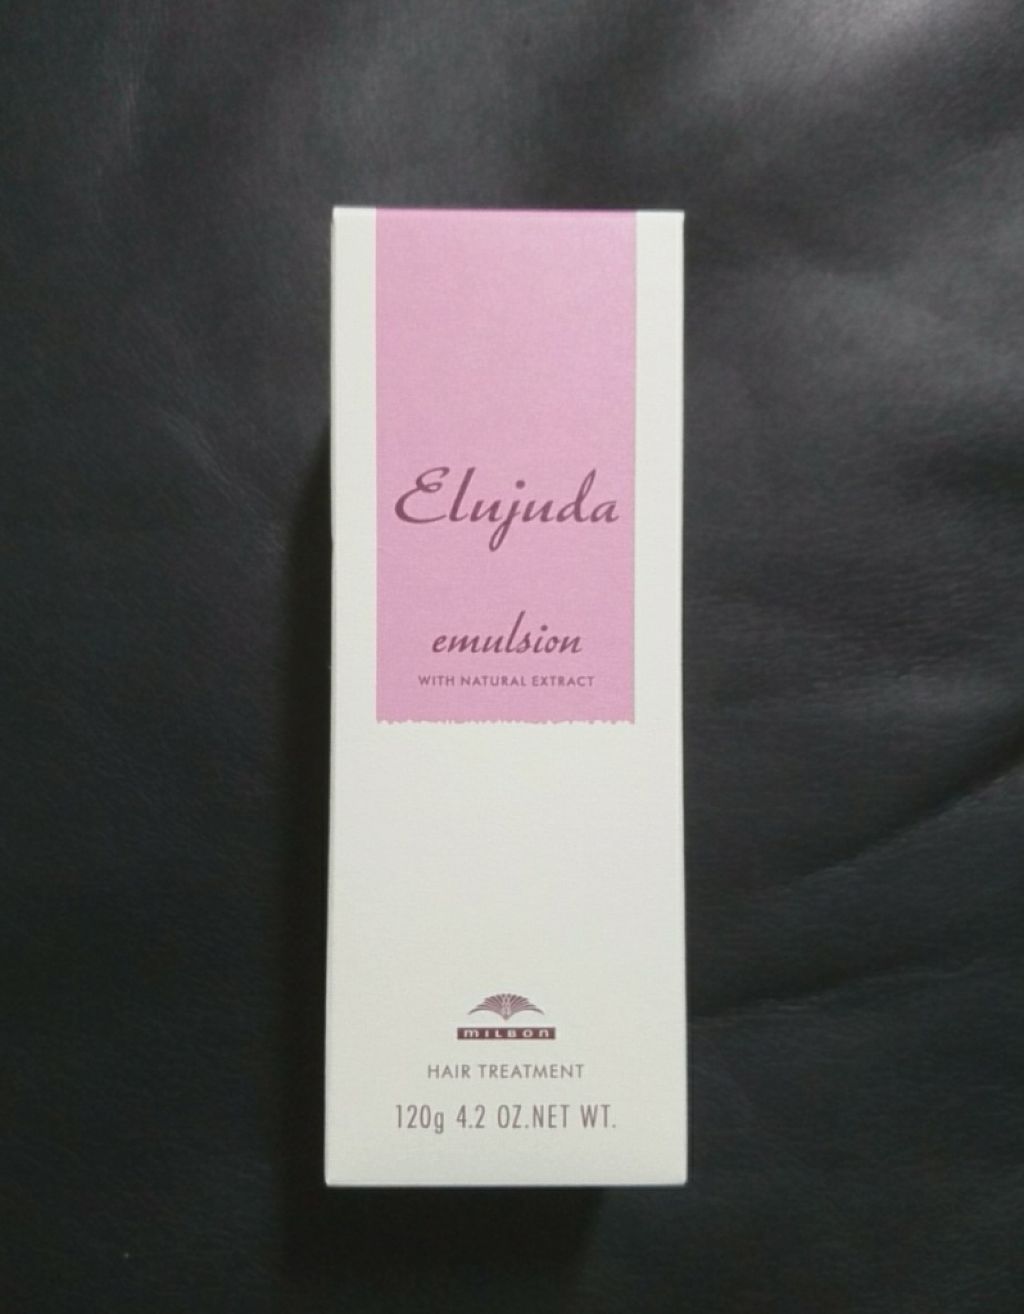 Elujuda
emulsion
WITH NATURAL EXTRACT
MILBON
HAIR TREATMENT
120g 4.2 OZ.NET WT.